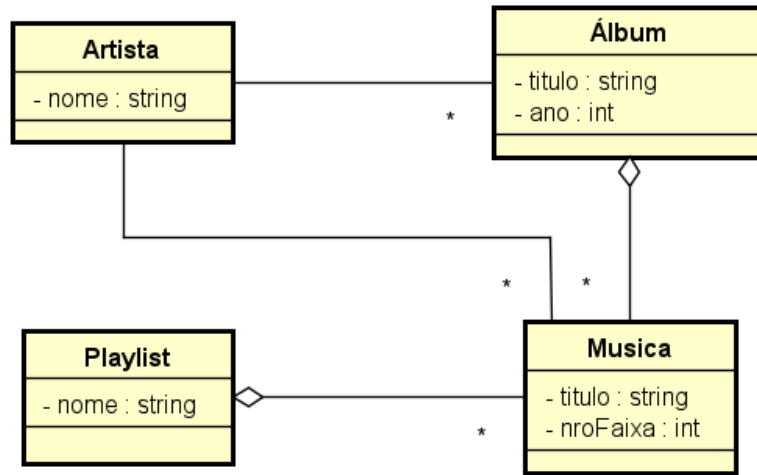 Artista
- nome : string
*
Álbum
- titulo : string
- ano : int
*
*
Playlist
- nome : string
*
Musica
- titulo : string
- nroFaixa : int